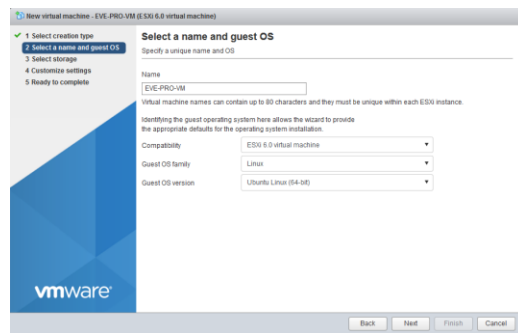 New virtual machine - EVE-PRO-VM (ESXi 6.0 virtual machine)
1 Select creation type
2 Select a name and guest OS
3 Select storage
4 Customize settings
5 Ready to complete
Select a name and guest OS
Specify a unique name and OS
Name
EVE-PRO-VM
Virtual machine names can contain up to 80 characters and they must be unique within each ESXi instance.
Identifying the guest operating system here allows the wizard to provide
the appropriate defaults for the operating system installation.
Compatibility
ESXi 6.0 virtual machine
Guest OS family
Linux
Guest OS version
Ubuntu Linux (64-bit)
vmware
Back
Next
Finish
Cancel